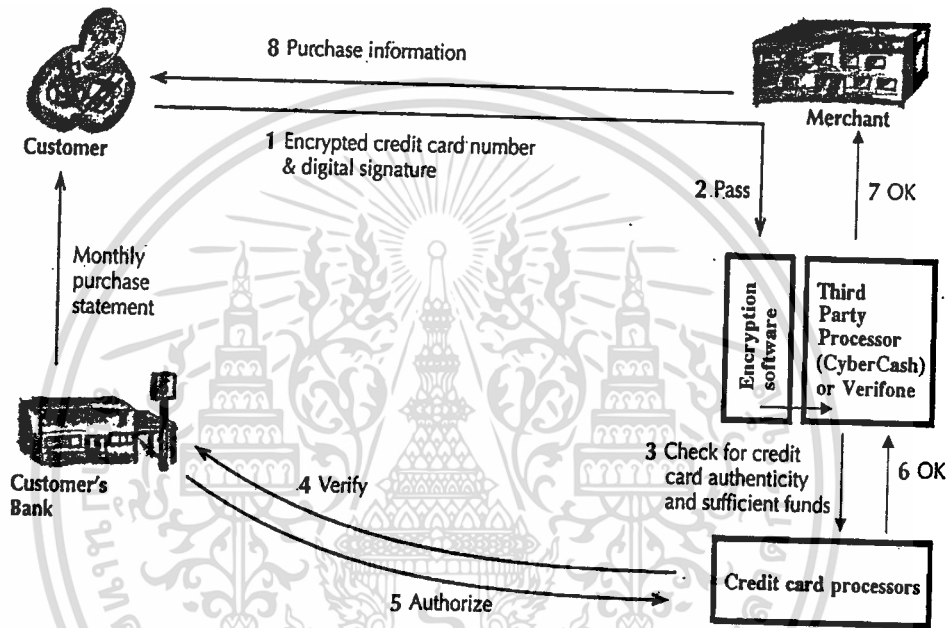 8 Purchase information
Customer
Merchant
1 Encrypted credit card number
& digital signature
2 Pass
7 OK
Monthly
purchase
statement
Encryption
software
Third
Party
Processor
(CyberCash)
or Verifone
3 Check for credit
card authenticity
and sufficient funds
6 OK
4 Verify
Customer's
Bank
5 Authorize
Credit card processors